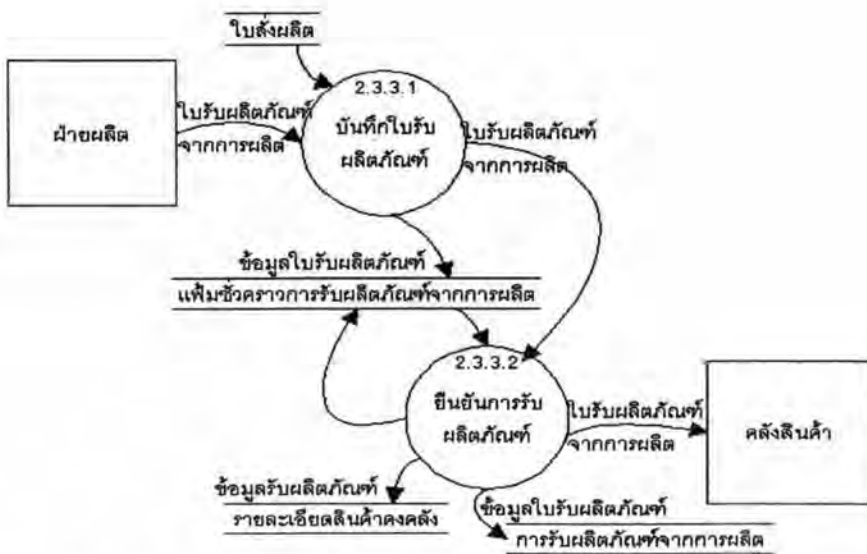 ใบสั่งผลิต
ฝ่ายผลิต
ใบรับผลิตภัณฑ์
จากการผลิต
2.3.3.1
บันทึกใบรับ
ผลิตภัณฑ์
ใบรับผลิตภัณฑ์
จากการผลิต
ข้อมูลใบรับผลิตภัณฑ์
แฟ้มชั่วคราวการรับผลิตภัณฑ์จากการผลิต
2.3.3.2
ยืนยันการรับ
ผลิตภัณฑ์
ใบรับผลิตภัณฑ์
จากการผลิต
คลังสินค้า
ข้อมูลรับผลิตภัณฑ์
รายละเอียดสินค้าคงคลัง
ข้อมูลใบรับผลิตภัณฑ์
การรับผลิตภัณฑ์จากการผลิต